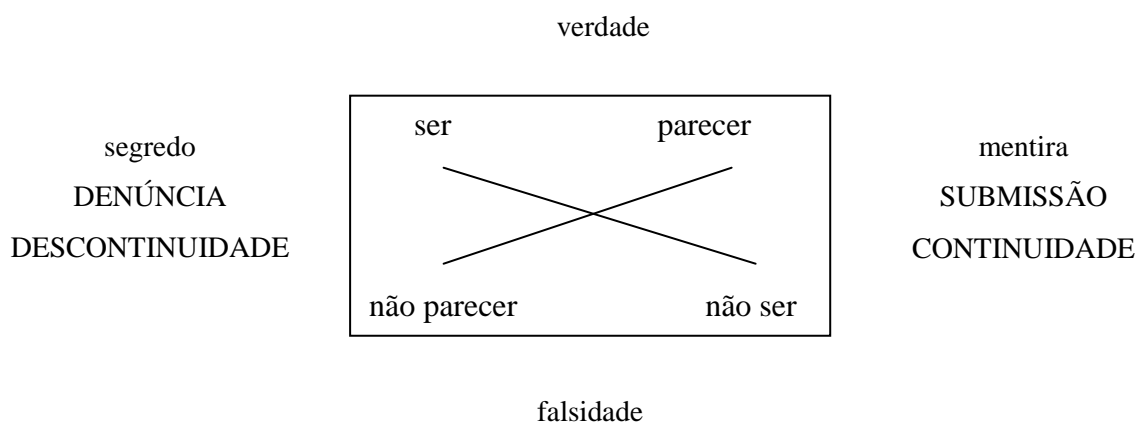 verdade
ser
parecer
segredo
DENÚNCIA
DESCONTINUIDADE
mentira
SUBMISSÃO
CONTINUIDADE
não parecer
não ser
falsidade